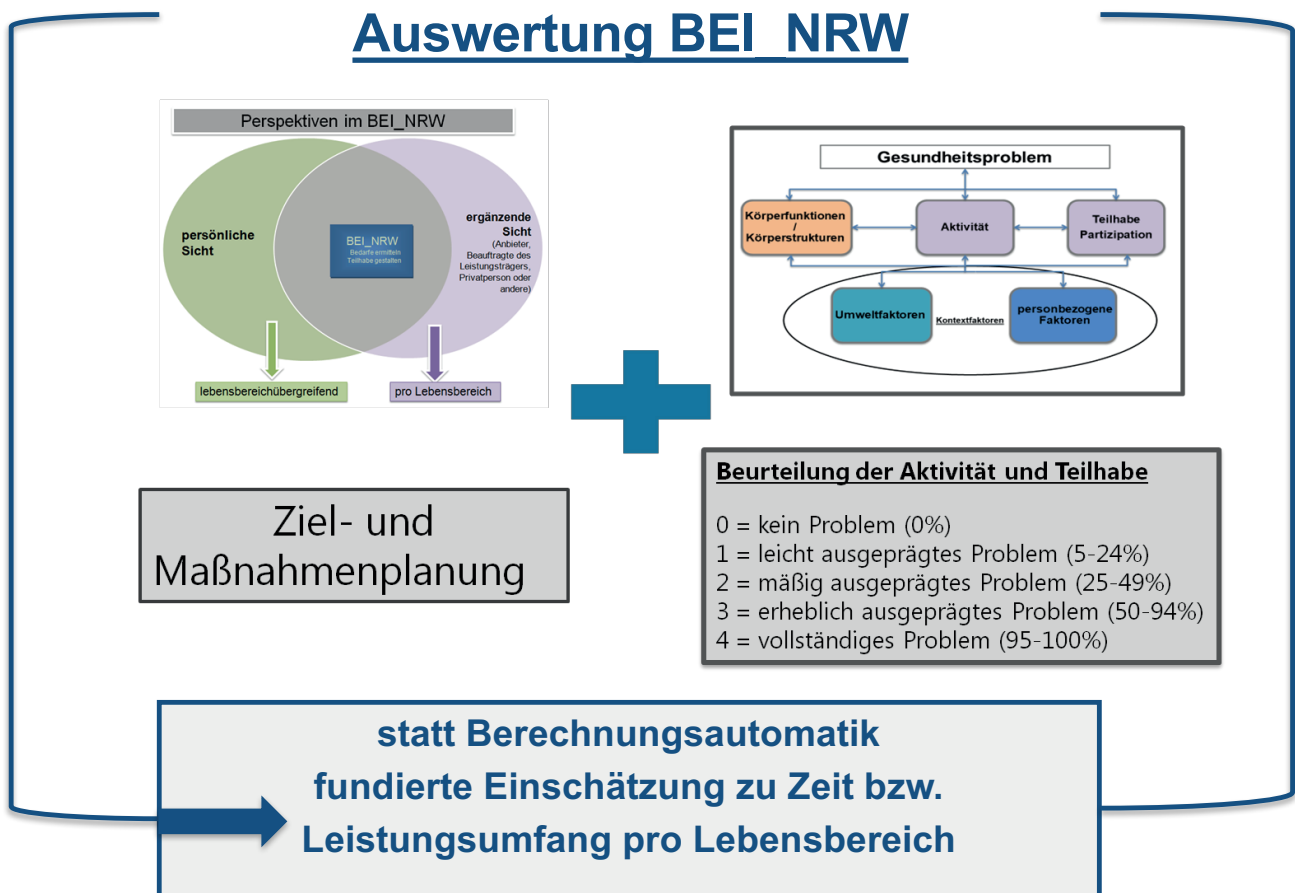 Auswertung BEI_NRW
Perspektiven im BEI_NRW
persönliche
Sicht
BEI_NRW
Bedarfe ermitteln
Teilhabe gestalten
ergänzende
Sicht
(Anbieter,
Beauftragte des
Leistungsträgers,
Privatperson oder
andere)
lebensbereichübergreifend
pro Lebensbereich
Gesundheitsproblem
Körperfunktionen
/
Körperstrukturen
Aktivität
Teilhabe
Partizipation
Umweltfaktoren
Kontextfaktoren
personbezogene
Faktoren
Ziel- und
Maßnahmenplanung
Beurteilung der Aktivität und Teilhabe
0 = kein Problem (0%)
1 = leicht ausgeprägtes Problem (5-24%)
2 = mäßig ausgeprägtes Problem (25-49%)
3 = erheblich ausgeprägtes Problem (50-94%)
4 = vollständiges Problem (95-100%)
statt Berechnungsautomatik
fundierte Einschätzung zu Zeit bzw.
Leistungsumfang pro Lebensbereich